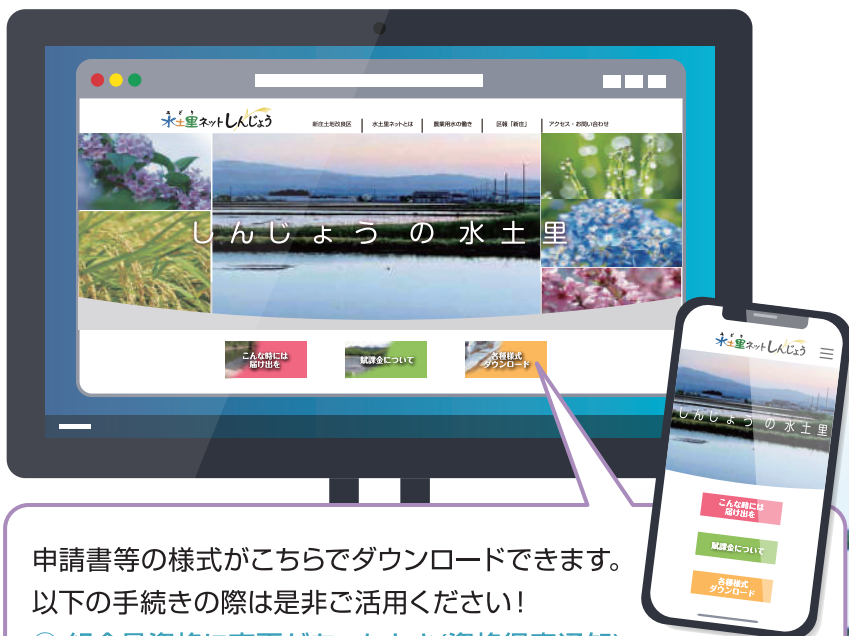 みどり
水土里ネットしんじょう
新庄土地改良区
水土里ネットとは
農業用水の働き
区報「新庄」
アクセス・お問い合わせ
しんじょうの水土里
こんな時には
届け出を
賦課金について
各種様式
ダウンロード
みどり
水土里ネットしんじょう
しんじょうの水土里
こんな時には
届け出を
賦課金について
各種様式
ダウンロード
申請書等の様式がこちらでダウンロードできます。
以下の手続きの際は是非ご活用ください!